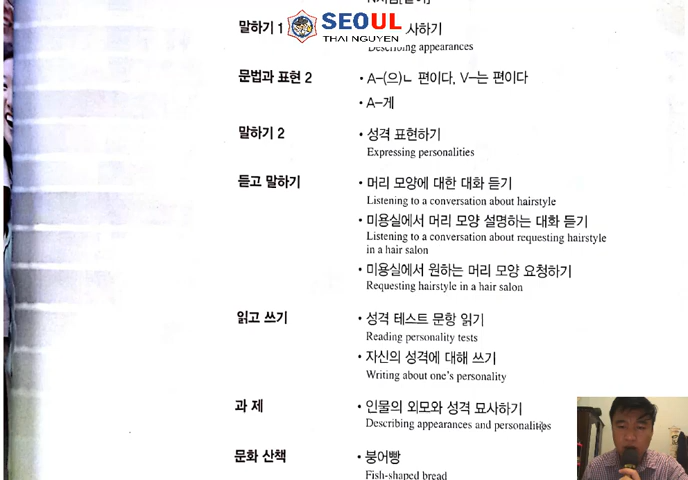 말하기 1
SEOUL
THAI NGUYEN
사하기
Describing appearances
문법과 표현 2
• A-(으)ㄴ 편이다, V-는 편이다
• A-게
말하기 2
• 성격 표현하기
Expressing personalities
듣고 말하기
• 머리 모양에 대한 대화 듣기
Listening to a conversation about hairstyle
• 미용실에서 머리 모양 설명하는 대화 듣기
Listening to a conversation about requesting hairstyle
in a hair salon
• 미용실에서 원하는 머리 모양 요청하기
Requesting hairstyle in a hair salon
읽고 쓰기
• 성격 테스트 문항 읽기
Reading personality tests
• 자신의 성격에 대해 쓰기
Writing about one's personality
과 제
• 인물의 외모와 성격 묘사하기
Describing appearances and personalities
문화 산책
• 붕어빵
Fish-shaped bread